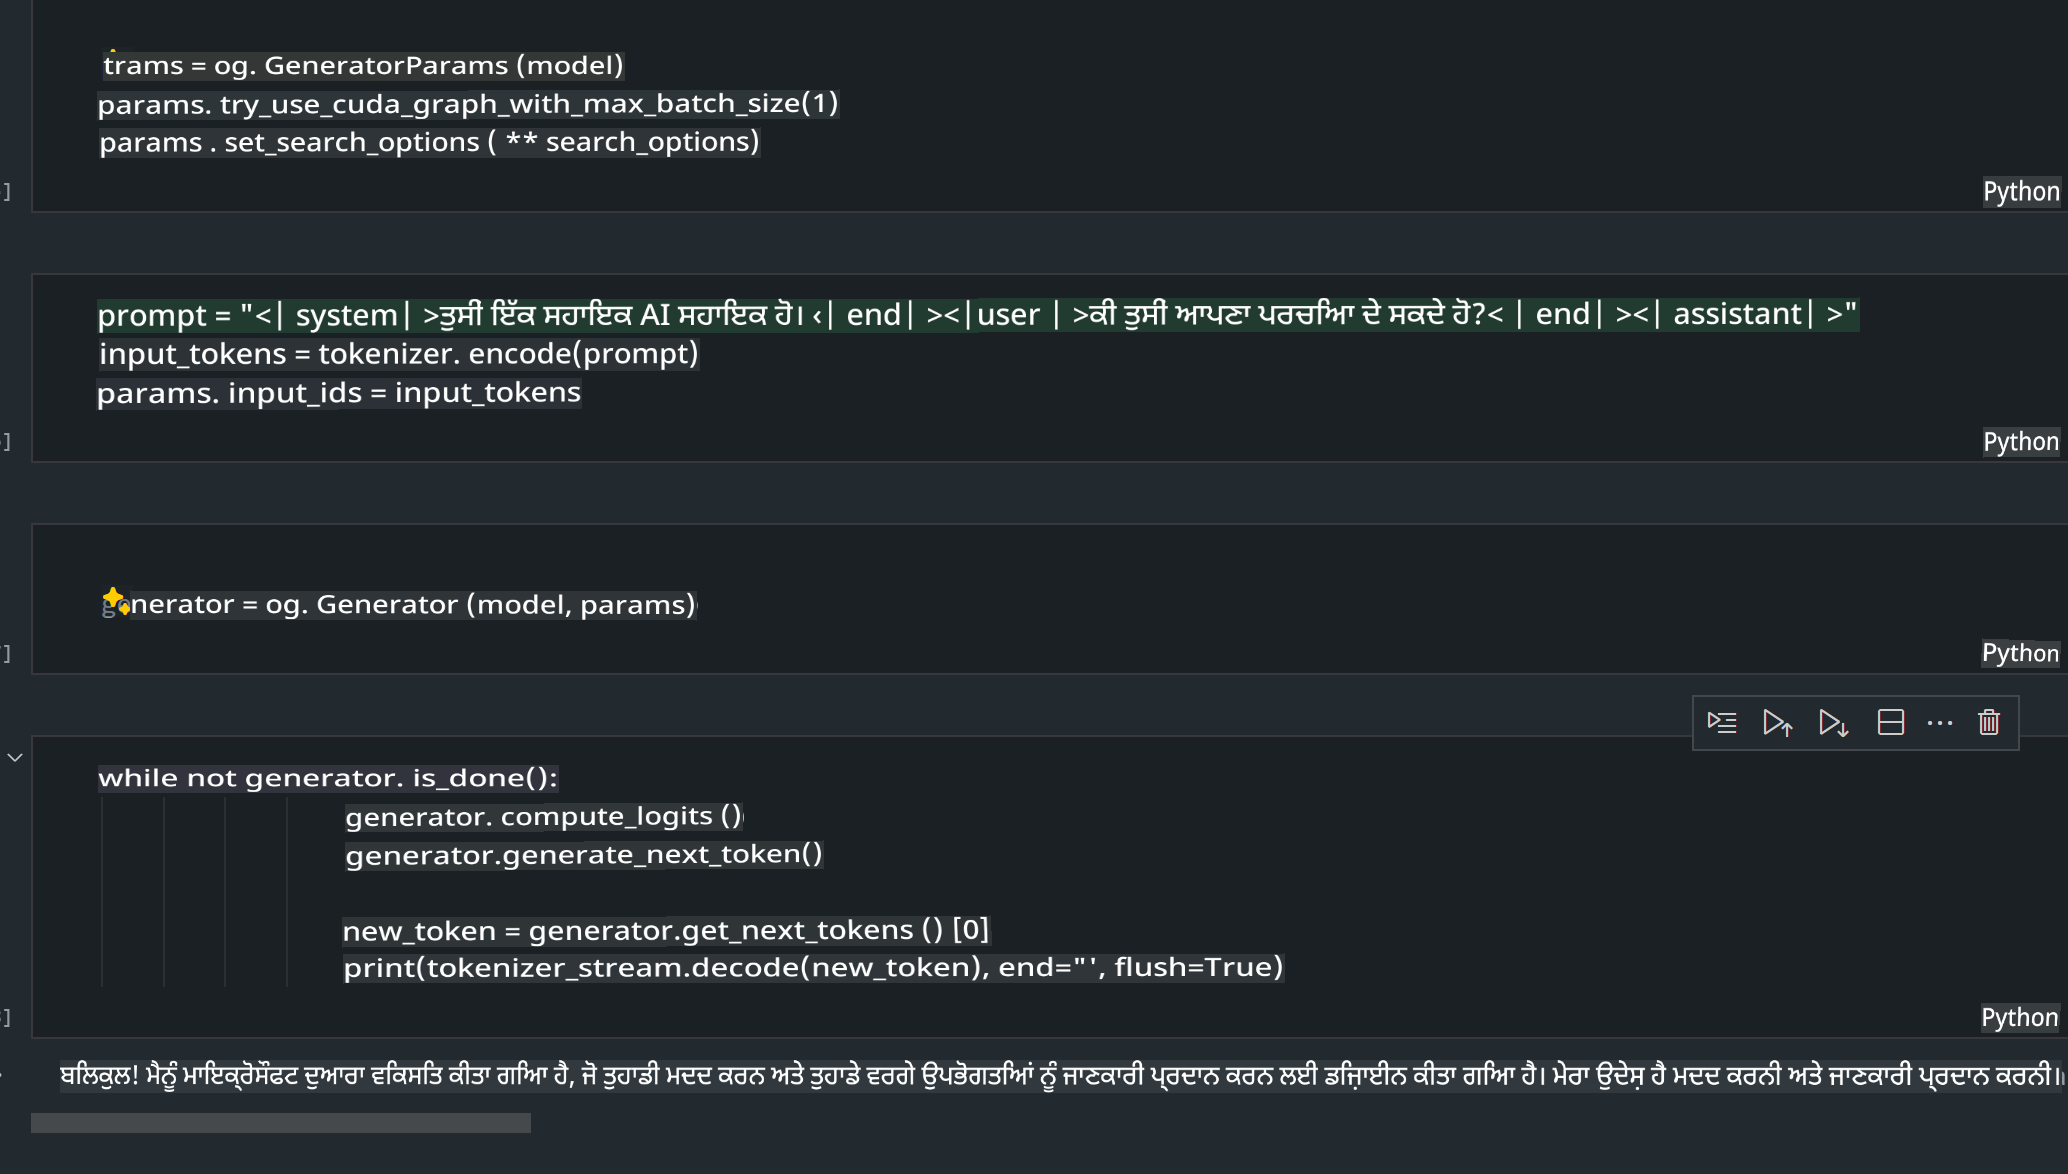 trams = og. GeneratorParams (model)
params. try_use_cuda_graph_with_max_batch_size(1)
params . set_search_options ( ** search_options)
]
Python
prompt = "<| system| >ਤੁਸੀਂ ਇੱਕ ਸਹਾਇਕ AI ਸਹਾਇਕ ਹੋ। ‹| end| ><|user | >ਕੀ ਤੁਸੀਂ ਆਪਣਾ ਪਰਚਿਆ ਦੇ ਸਕਦੇ ਹੋ?< | end| ><| assistant| >"
input_tokens = tokenizer. encode(prompt)
params. input_ids = input_tokens
]
Python
generator = og. Generator (model, params)
]
Python
while not generator. is_done():
generator. compute_logits ()
generator.generate_next_token()
new_token = generator.get_next_tokens () [0]
print(tokenizer_stream.decode(new_token), end="', flush=True)
]
Python
ਬਲਿਕੁਲ! ਮੈਨੂੰ ਮਾਇਕ੍ਰੋਸੌਫਟ ਦੁਆਰਾ ਵਕਿਸਤਿ ਕੀਤਾ ਗਿਆ ਹੈ, ਜੋ ਤੁਹਾਡੀ ਮਦਦ ਕਰਨ ਅਤੇ ਤੁਹਾਡੇ ਵਰਗੇ ਉਪਭੋਗਤਿਆਂ ਨੂੰ ਜਾਣਕਾਰੀ ਪ੍ਰਦਾਨ ਕਰਨ ਲਈ ਡਜ਼ਿਾਈਨ ਕੀਤਾ ਗਿਆ ਹੈ। ਮੇਰਾ ਉਦੇਸ਼ ਹੈ ਮਦਦ ਕਰਨੀ ਅਤੇ ਜਾਣਕਾਰੀ ਪ੍ਰਦਾਨ ਕਰਨੀ।